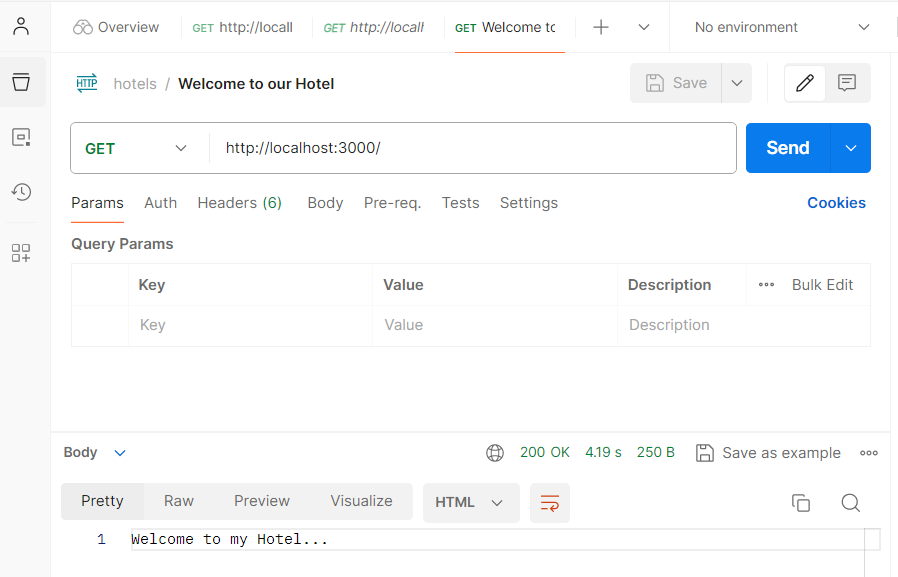 Overview GET http://locall GET http://localh GET Welcome to No environment
HTTP hotels / Welcome to our Hotel Save
GET http://localhost:3000/ Send
Params Auth Headers (6) Body Pre-req. Tests Settings Cookies
Query Params
Key Value Description Bulk Edit
Key Value Description
Body 200 OK 4.19 s 250 B Save as example
Pretty Raw Preview Visualize HTML
1 Welcome to my Hotel...